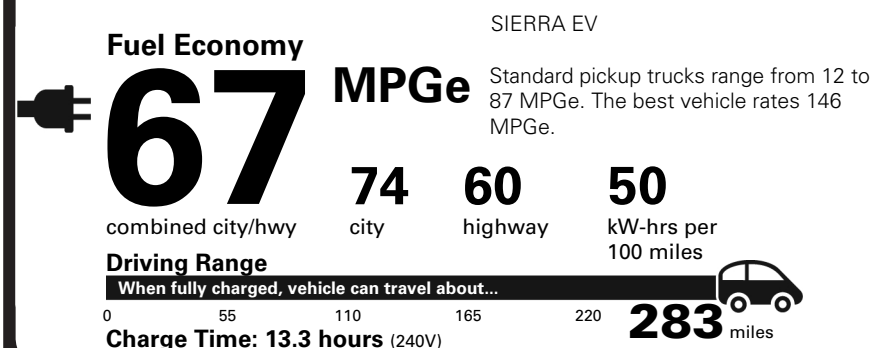 SIERRA EV
Fuel Economy
67
MPGe
Standard pickup trucks range from 12 to
87 MPGe. The best vehicle rates 146
MPGe.
74
60
50
combined city/hwy
city
highway
kW-hrs per
100 miles
Driving Range
When fully charged, vehicle can travel about...
0 55 110 165 220 283 miles
Charge Time: 13.3 hours (240V)